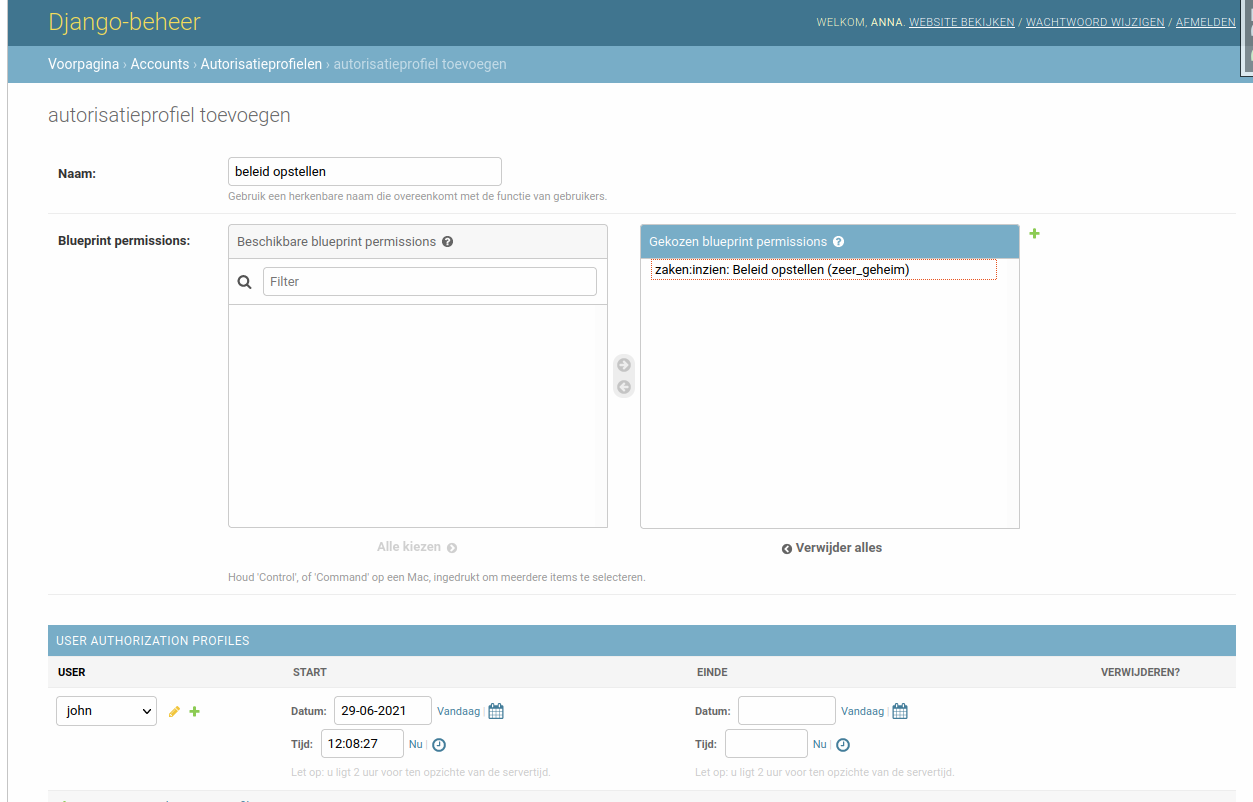 Django-beheer
WELKOM, ANNA. WEBSITE BEKIJKEN / WACHTWOORD WIJZIGEN / AFMELDEN
Voorpagina › Accounts › Autorisatieprofielen › autorisatieprofiel toevoegen
autorisatieprofiel toevoegen
Naam:
beleid opstellen
Gebruik een herkenbare naam die overeenkomt met de functie van gebruikers.
Blueprint permissions:
Beschikbare blueprint permissions
Filter
Alle kiezen
Gekozen blueprint permissions
zaken:inzien: Beleid opstellen (zeer_geheim)
Verwijder alles
Houd 'Control', of 'Command' op een Mac, ingedrukt om meerdere items te selecteren.
USER AUTHORIZATION PROFILES
USER START EINDE VERWIJDEREN?
john
Datum: 29-06-2021 Vandaag |
Tijd: 12:08:27 Nu |
Let op: u ligt 2 uur voor ten opzichte van de servertijd.
Datum: Vandaag |
Tijd: Nu |
Let op: u ligt 2 uur voor ten opzichte van de servertijd.